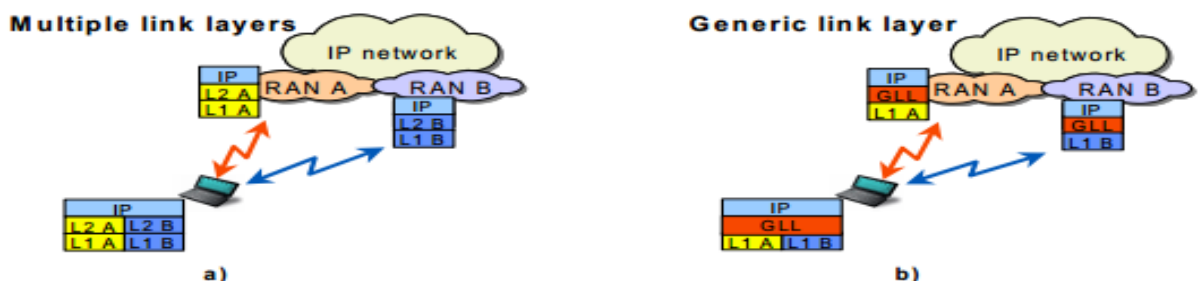 Multiple link layers
IP network
IP
L2 A
L1 A
RAN A
RAN B
IP
L2 B
L1 B
IP
L2 A L2 B
L1 A L1 B
a)
Generic link layer
IP network
IP
GLL
L1 A
RAN A
RAN B
IP
GLL
L1 B
IP
GLL
L1 A L1 B
b)